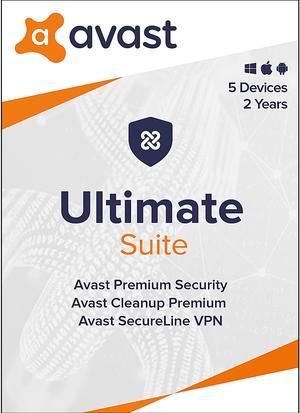 avast
5 Devices
2 Years
Ultimate
Suite
Avast Premium Security
Avast Cleanup Premium
Avast SecureLine VPN